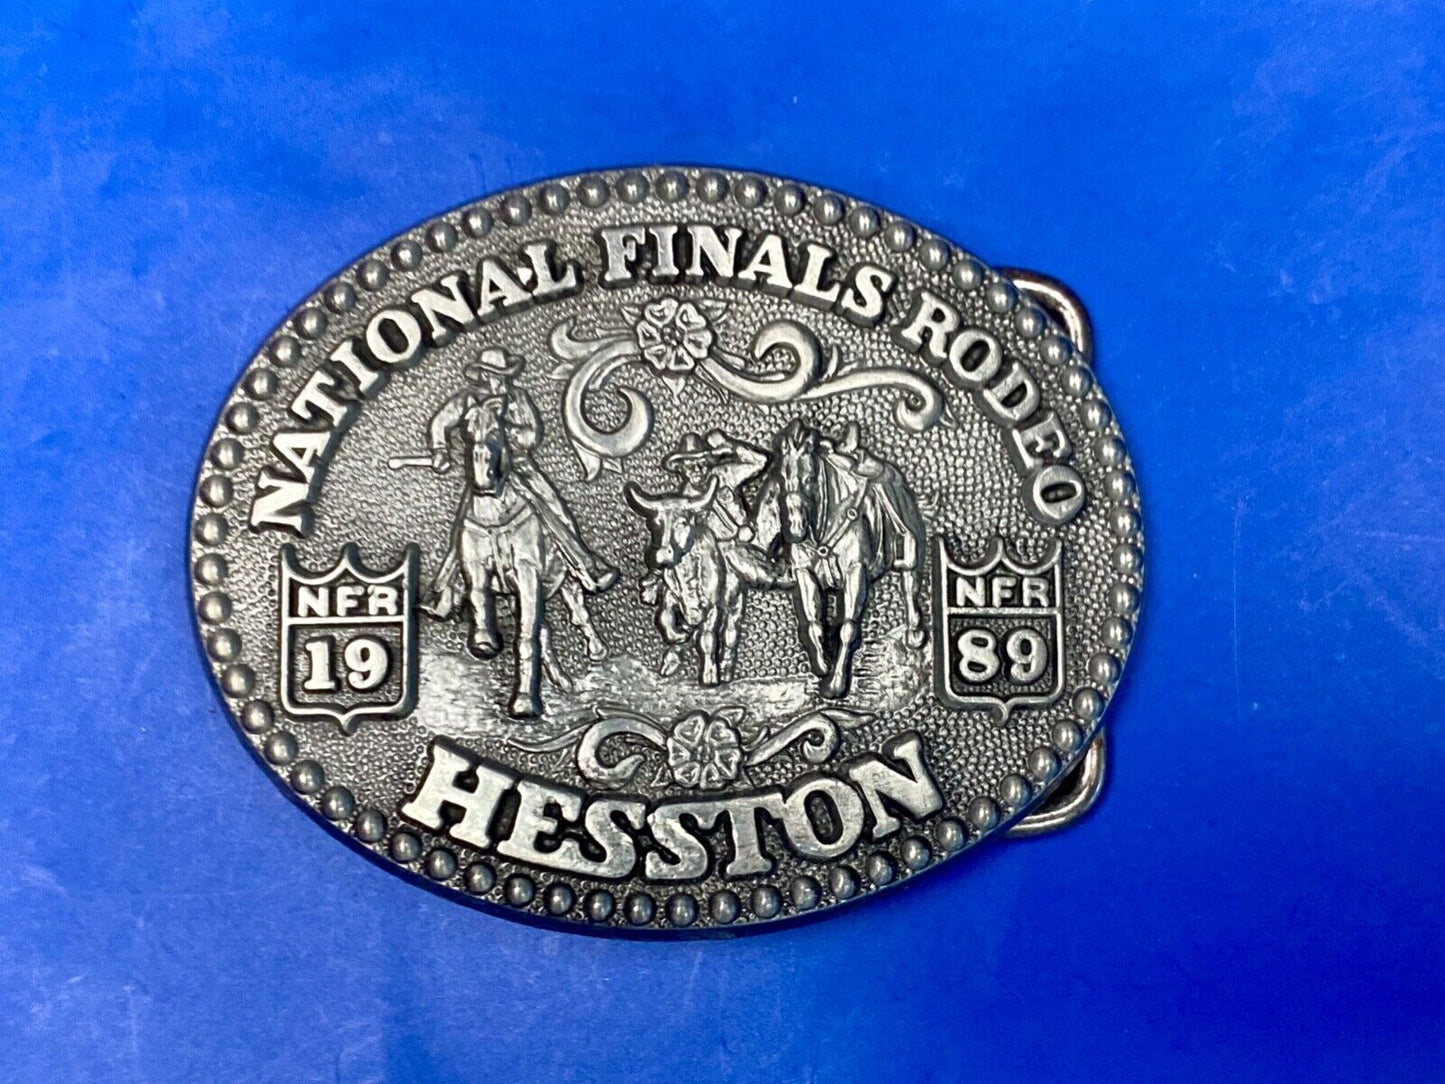 NATIONAL FINALS RODEO
NFR
19
NFR
89
HESSTON